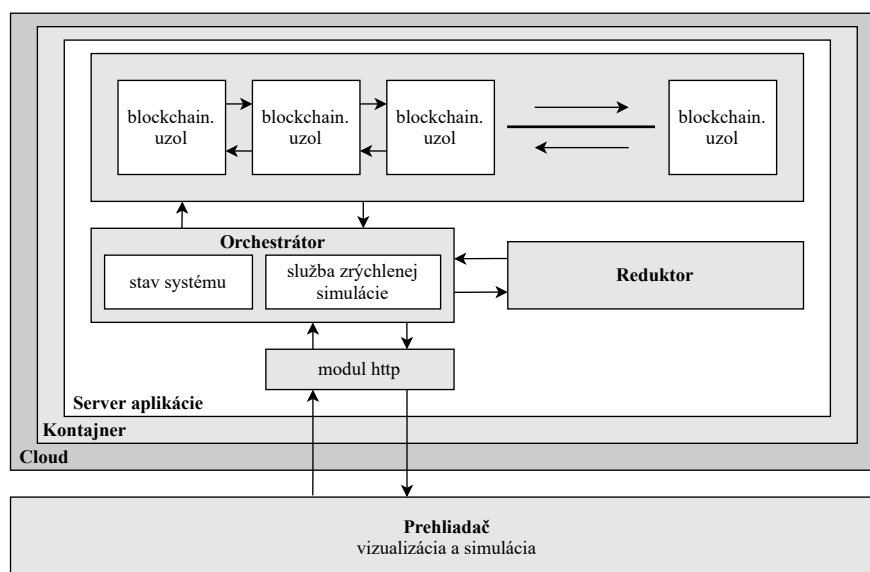 blockchain.
uzol
blockchain.
uzol
blockchain.
uzol
blockchain.
uzol
Orchestrátor
stav systému
služba zrýchlenej
simulácie
Reduktor
modul http
Server aplikácie
Kontajner
Cloud
Prehliadač
vizualizácia a simulácia